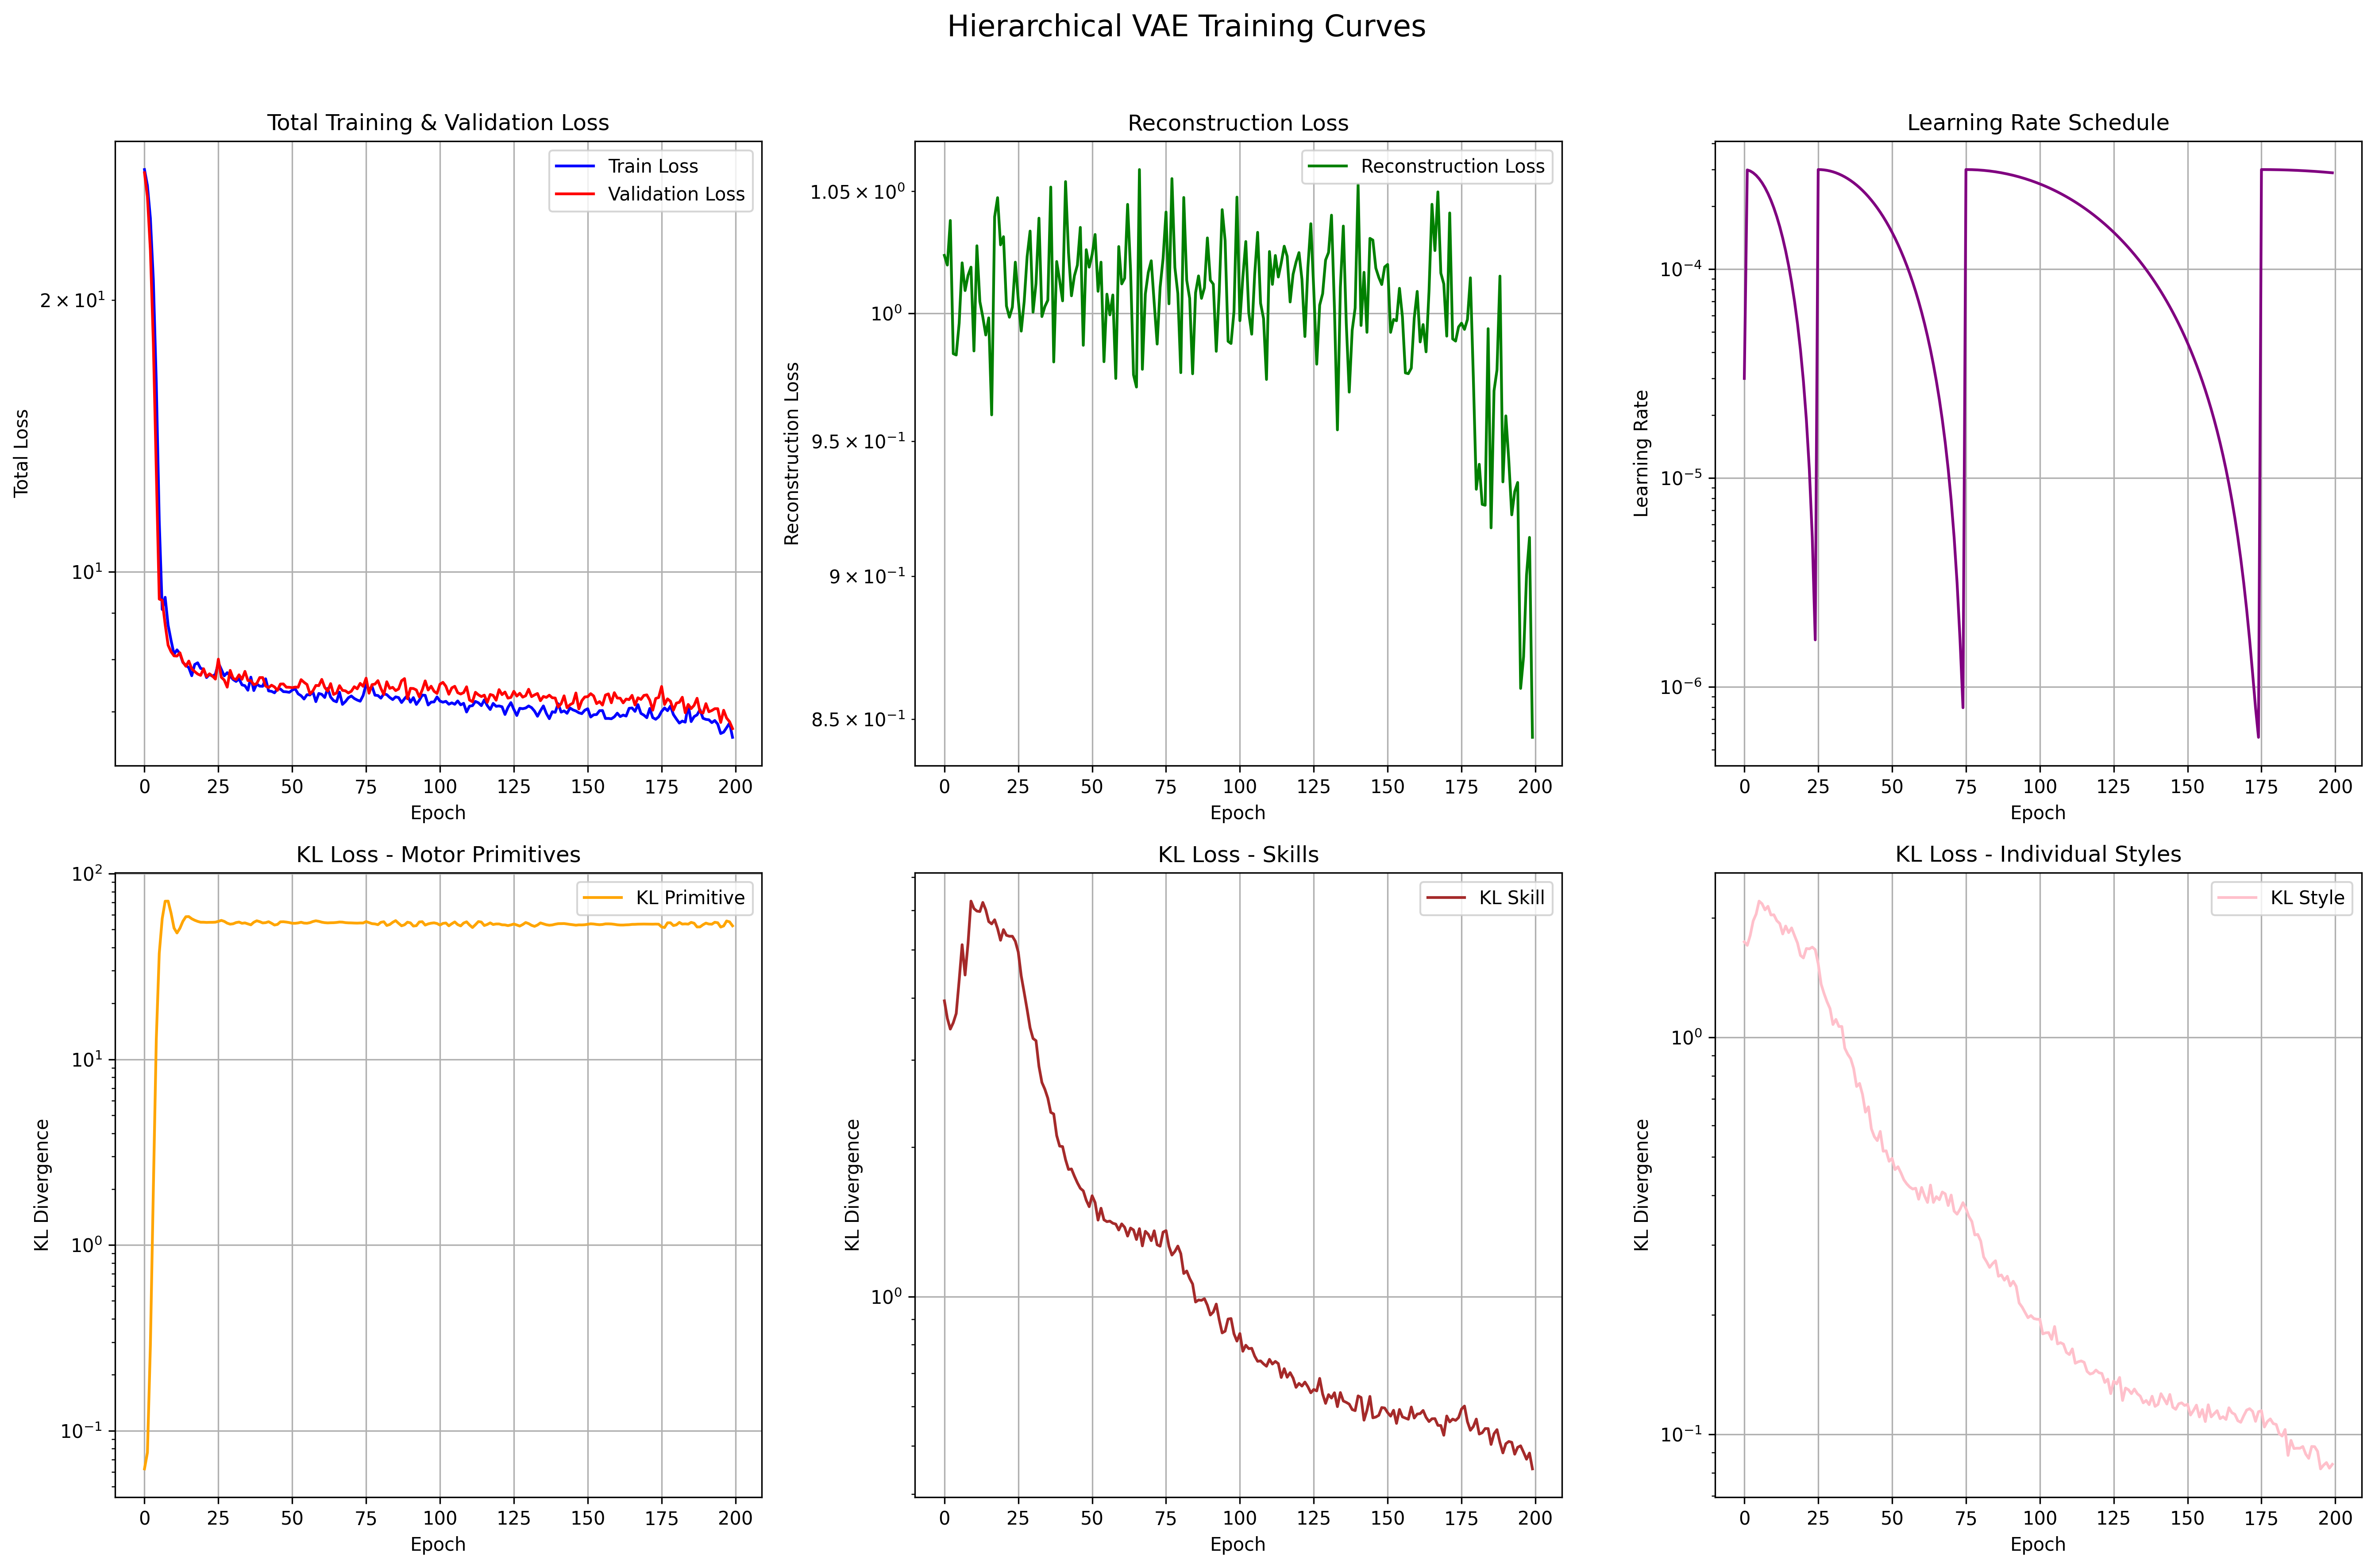 Hierarchical VAE Training Curves
Total Training & Validation Loss
Train Loss
Validation Loss
2 × 10¹
10¹
Total Loss
0 25 50 75 100 125 150 175 200
Epoch
Reconstruction Loss
Reconstruction Loss
1.05 × 10⁰
10⁰
9.5 × 10⁻¹
9 × 10⁻¹
8.5 × 10⁻¹
Reconstruction Loss
0 25 50 75 100 125 150 175 200
Epoch
Learning Rate Schedule
10⁻⁴
10⁻⁵
10⁻⁶
Learning Rate
0 25 50 75 100 125 150 175 200
Epoch
KL Loss - Motor Primitives
KL Primitive
10²
10¹
10⁰
10⁻¹
KL Divergence
0 25 50 75 100 125 150 175 200
Epoch
KL Loss - Skills
KL Skill
10⁰
KL Divergence
0 25 50 75 100 125 150 175 200
Epoch
KL Loss - Individual Styles
KL Style
10⁰
10⁻¹
KL Divergence
0 25 50 75 100 125 150 175 200
Epoch